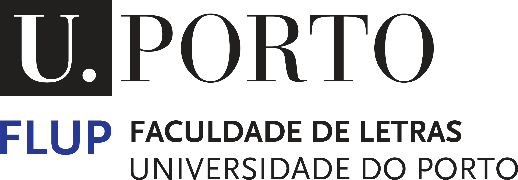 U.PORTO
FLUP FACULDADE DE LETRAS
UNIVERSIDADE DO PORTO